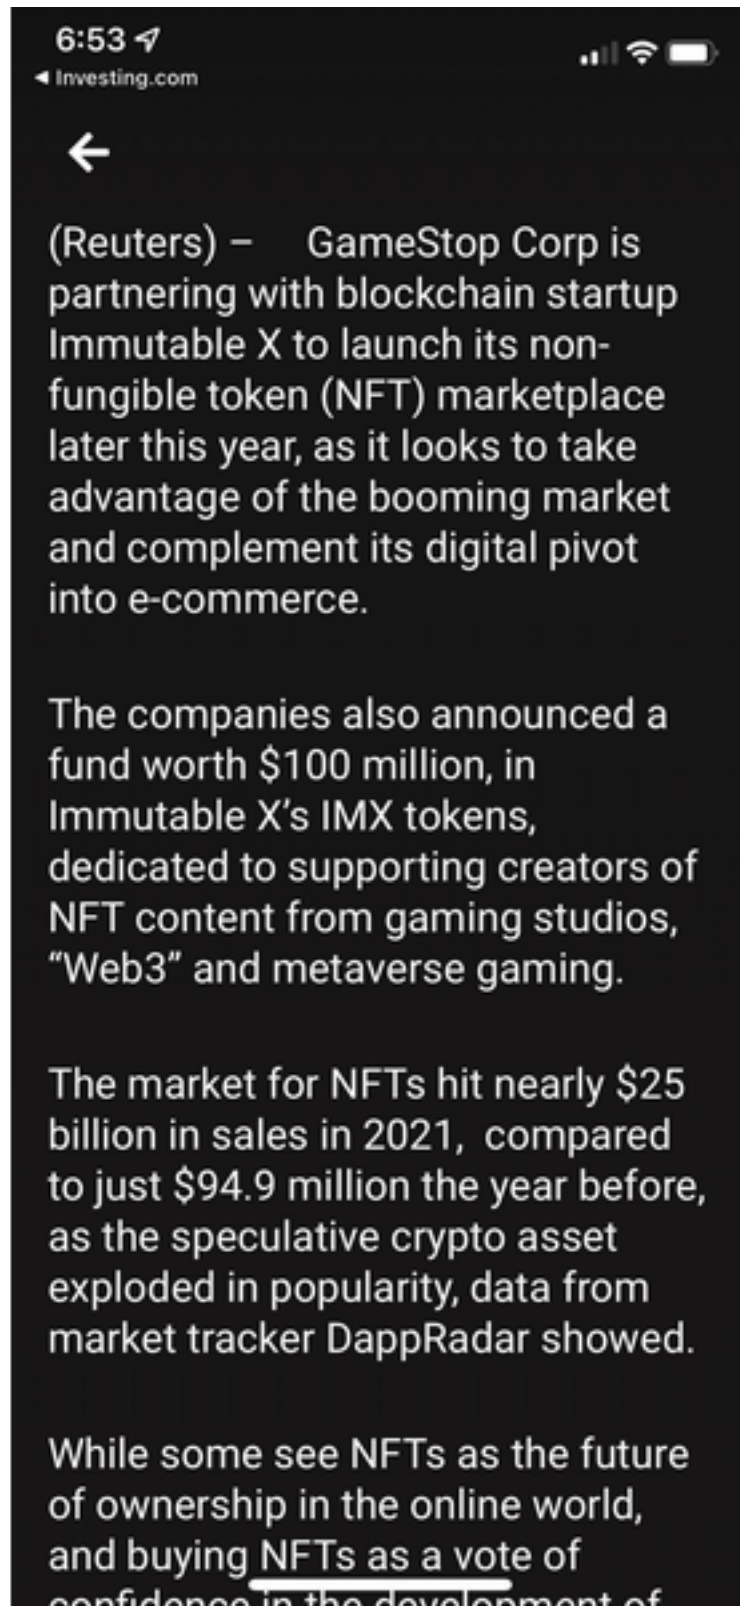 6:53
◀ Investing.com
←
(Reuters) – GameStop Corp is
partnering with blockchain startup
Immutable X to launch its non-
fungible token (NFT) marketplace
later this year, as it looks to take
advantage of the booming market
and complement its digital pivot
into e-commerce.
The companies also announced a
fund worth $100 million, in
Immutable X’s IMX tokens,
dedicated to supporting creators of
NFT content from gaming studios,
“Web3” and metaverse gaming.
The market for NFTs hit nearly $25
billion in sales in 2021, compared
to just $94.9 million the year before,
as the speculative crypto asset
exploded in popularity, data from
market tracker DappRadar showed.
While some see NFTs as the future
of ownership in the online world,
and buying NFTs as a vote of
confidence in the development of